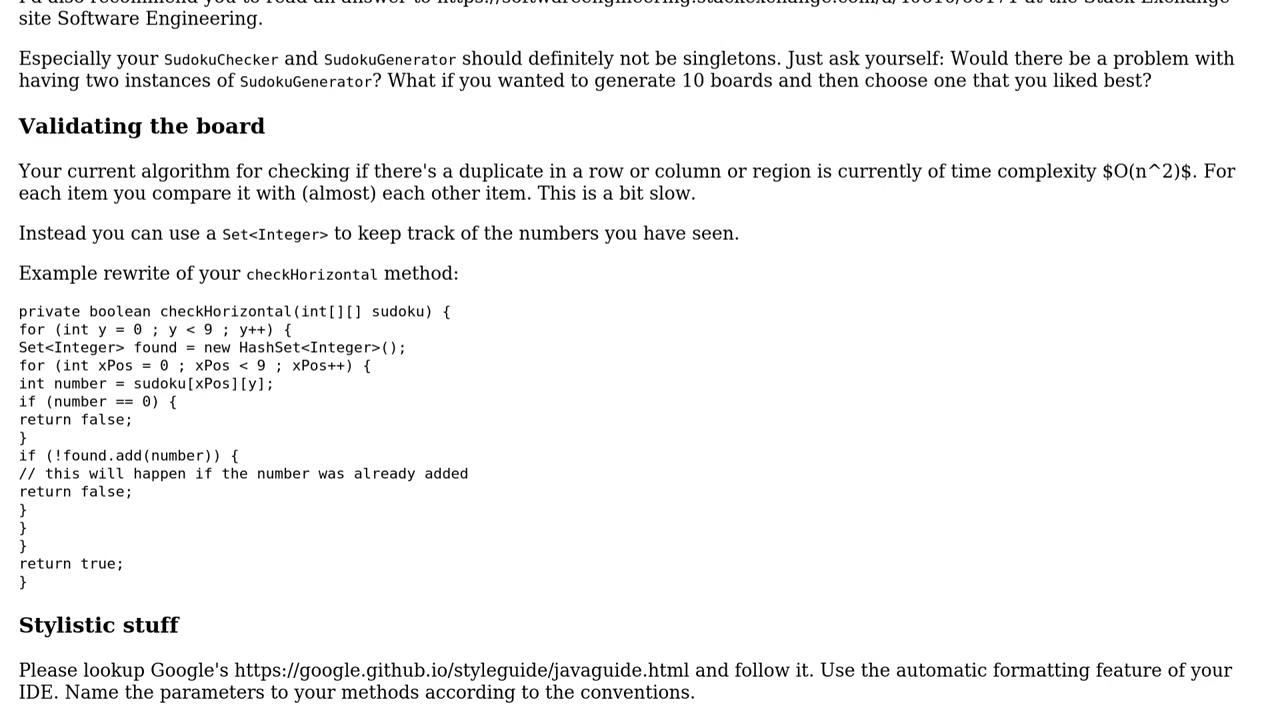 site Software Engineering.
Especially your SudokuChecker and SudokuGenerator should definitely not be singletons. Just ask yourself: Would there be a problem with
having two instances of SudokuGenerator? What if you wanted to generate 10 boards and then choose one that you liked best?
Validating the board
Your current algorithm for checking if there's a duplicate in a row or column or region is currently of time complexity $O(n^2)$. For
each item you compare it with (almost) each other item. This is a bit slow.
Instead you can use a Set<Integer> to keep track of the numbers you have seen.
Example rewrite of your checkHorizontal method:
private boolean checkHorizontal(int[][] sudoku) {
for (int y = 0 ; y < 9 ; y++) {
Set<Integer> found = new HashSet<Integer>();
for (int xPos = 0 ; xPos < 9 ; xPos++) {
int number = sudoku[xPos][y];
if (number == 0) {
return false;
}
if (!found.add(number)) {
// this will happen if the number was already added
return false;
}
}
}
return true;
}
Stylistic stuff
Please lookup Google's https://google.github.io/styleguide/javaguide.html and follow it. Use the automatic formatting feature of your
IDE. Name the parameters to your methods according to the conventions.